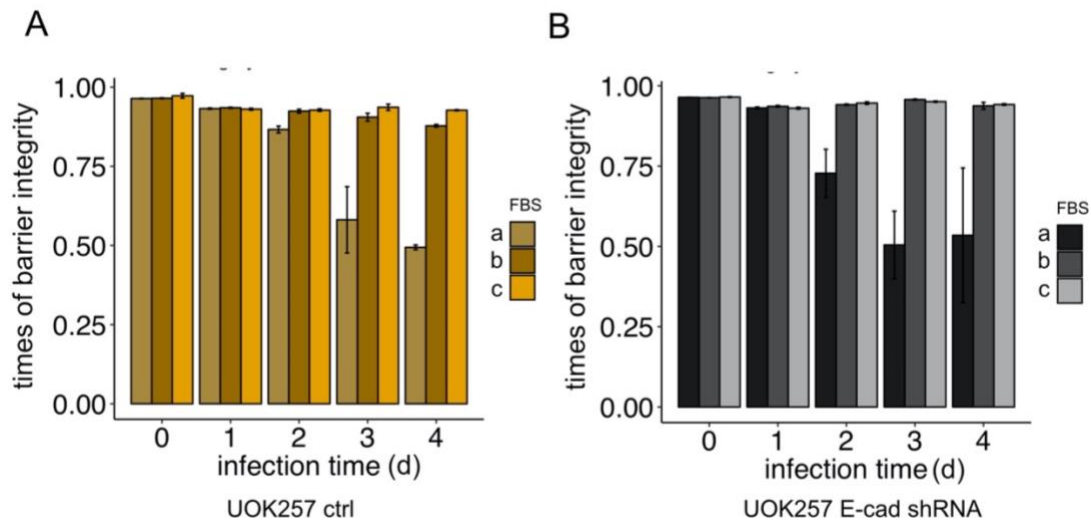 A
B
times of barrier integrity
1.00
0.75
0.50
0.25
0.00
0 1 2 3 4
infection time (d)
UOK257 ctrl
FBS
a
b
c
times of barrier integrity
1.00
0.75
0.50
0.25
0.00
0 1 2 3 4
infection time (d)
UOK257 E-cad shRNA
FBS
a
b
c